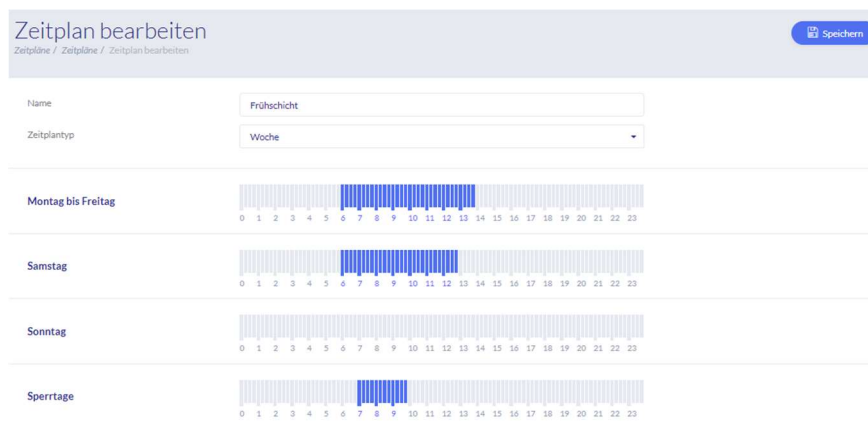 Zeitplan bearbeiten
Zeitpläne / Zeitpläne / Zeitplan bearbeiten
Speichern
Name Frühschicht
Zeitplantyp Woche
Montag bis Freitag
0 1 2 3 4 5 6 7 8 9 10 11 12 13 14 15 16 17 18 19 20 21 22 23
Samstag
0 1 2 3 4 5 6 7 8 9 10 11 12 13 14 15 16 17 18 19 20 21 22 23
Sonntag
0 1 2 3 4 5 6 7 8 9 10 11 12 13 14 15 16 17 18 19 20 21 22 23
Sperrtage
0 1 2 3 4 5 6 7 8 9 10 11 12 13 14 15 16 17 18 19 20 21 22 23